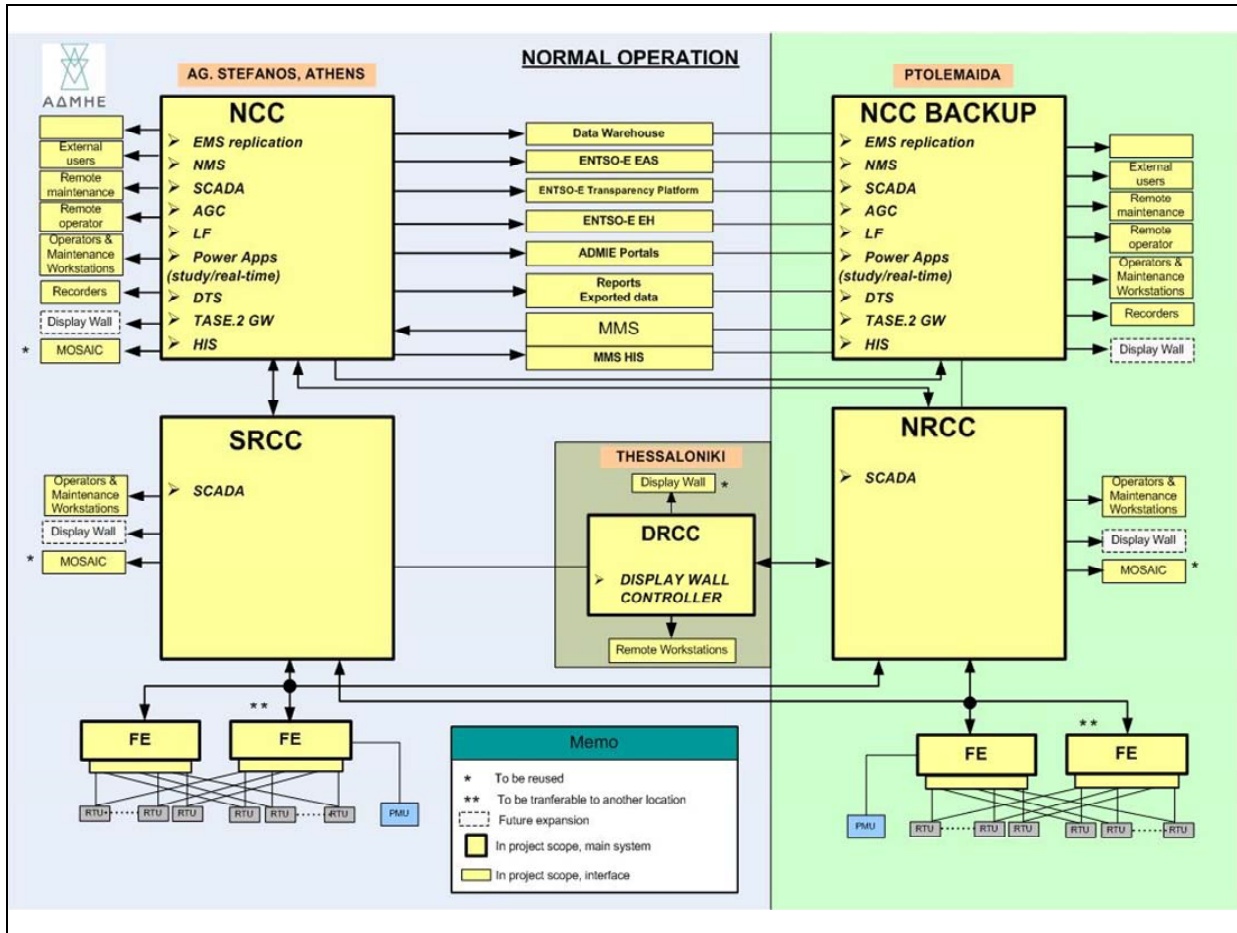 NORMAL OPERATION
ΑΔΜΗΕ
AG. STEFANOS, ATHENS
NCC
➢ EMS replication
➢ NMS
➢ SCADA
➢ AGC
➢ LF
➢ Power Apps
(study/real-time)
➢ DTS
➢ TASE.2 GW
➢ HIS
External
users
Remote
maintenance
Remote
operator
Operators &
Maintenance
Workstations
Recorders
Display Wall
* MOSAIC
Data Warehouse
ENTSO-E EAS
ENTSO-E Transparency Platform
ENTSO-E EH
ADMIE Portals
Reports
Exported data
MMS
MMS HIS
PTOLEMAIDA
NCC BACKUP
➢ EMS replication
➢ NMS
➢ SCADA
➢ AGC
➢ LF
➢ Power Apps
(study/real-time)
➢ DTS
➢ TASE.2 GW
➢ HIS
External
users
Remote
maintenance
Remote
operator
Operators &
Maintenance
Workstations
Recorders
Display Wall
SRCC
➢ SCADA
Operators &
Maintenance
Workstations
Display Wall
* MOSAIC
THESSALONIKI
Display Wall *
DRCC
➢ DISPLAY WALL
CONTROLLER
Remote Workstations
NRCC
➢ SCADA
Operators &
Maintenance
Workstations
Display Wall
MOSAIC *
**
FE
FE
RTU RTU RTU RTU RTU RTU
PMU
Memo
* To be reused
** To be tranferable to another location
Future expansion
In project scope, main system
In project scope, interface
**
FE
FE
PMU
RTU RTU RTU RTU RTU RTU